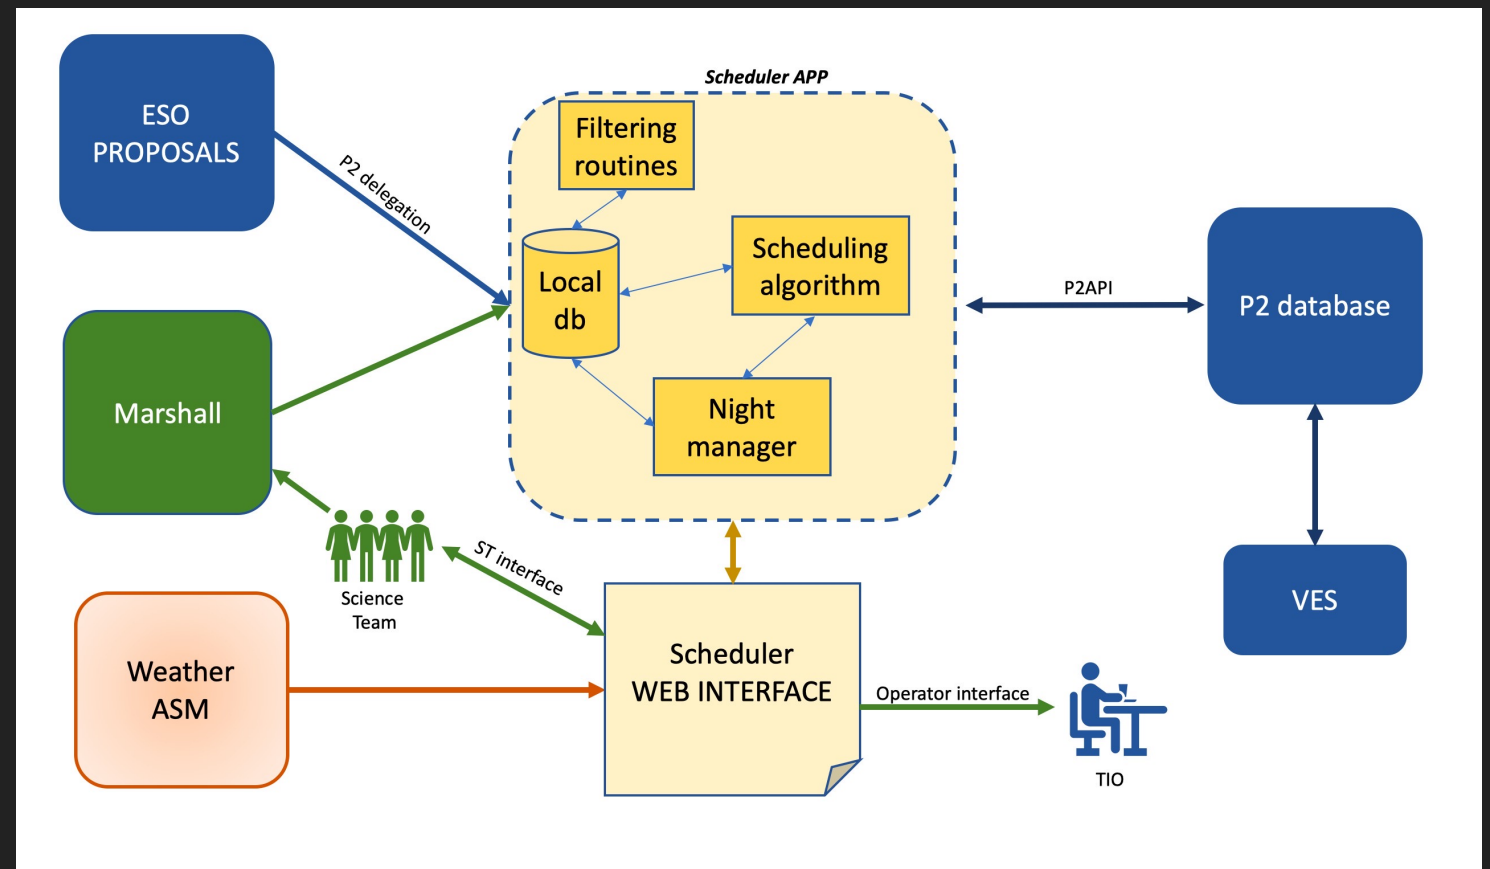 Scheduler APP
ESO
PROPOSALS
P2 delegation
Filtering
routines
Local
db
Scheduling
algorithm
Night
manager
P2API
P2 database
Marshall
Science
Team
ST interface
VES
Weather
ASM
Scheduler
WEB INTERFACE
Operator interface
TIO